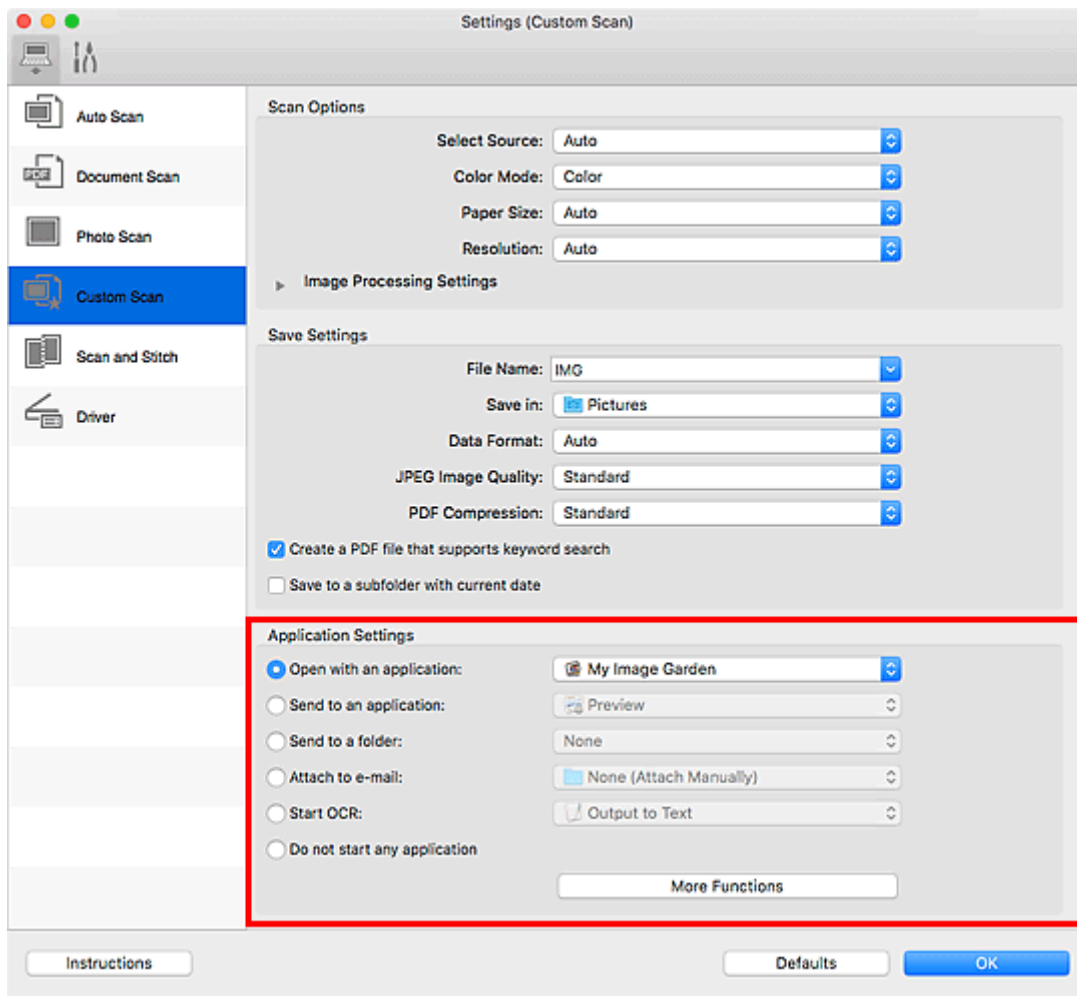 Settings (Custom Scan)
Auto Scan
PDF
Document Scan
Photo Scan
Custom Scan
Scan and Stitch
Driver
Scan Options
Select Source: Auto
Color Mode: Color
Paper Size: Auto
Resolution: Auto
Image Processing Settings
Save Settings
File Name: IMG
Save in: Pictures
Data Format: Auto
JPEG Image Quality: Standard
PDF Compression: Standard
Create a PDF file that supports keyword search
Save to a subfolder with current date
Application Settings
Open with an application: My Image Garden
Send to an application: Preview
Send to a folder: None
Attach to e-mail: None (Attach Manually)
Start OCR: Output to Text
Do not start any application
More Functions
Instructions
Defaults
OK